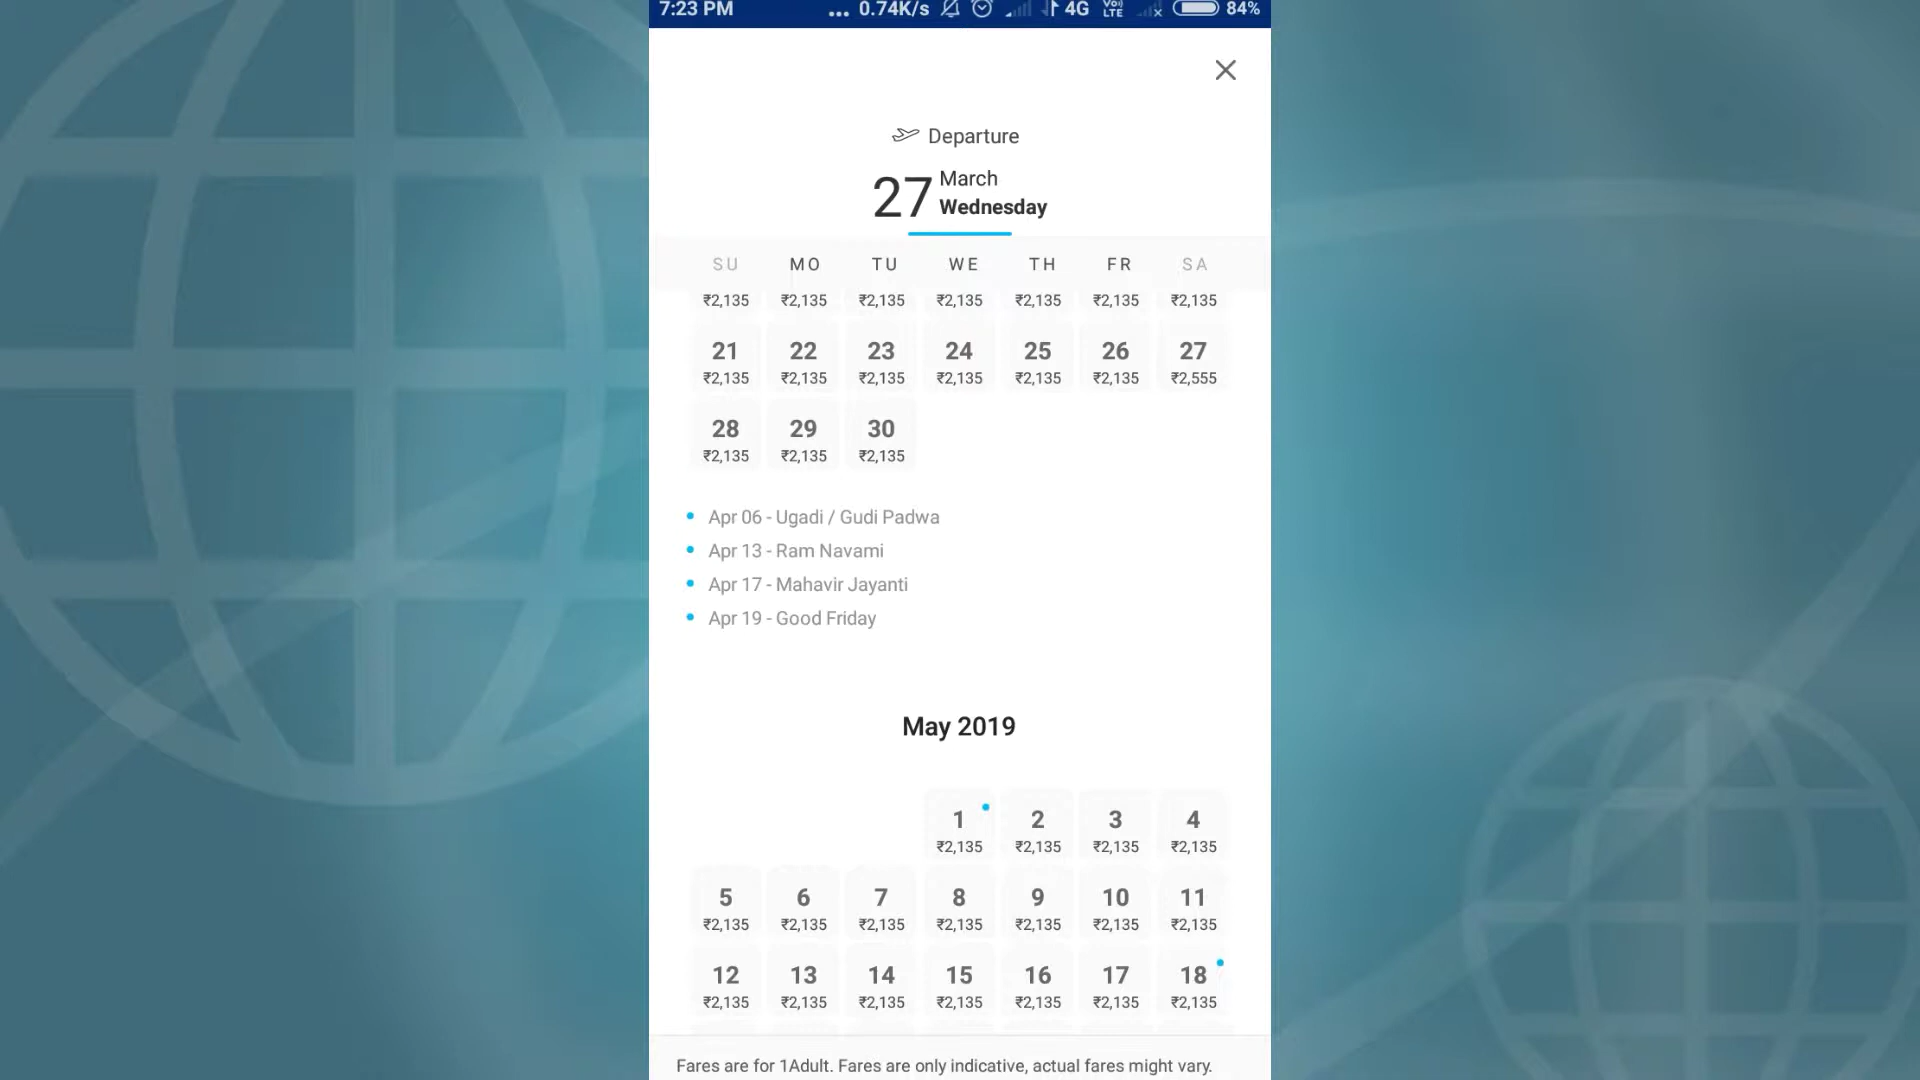 7:23 PM ... 0.74K/s 4G VoI) LTE 84%
Departure
27 March
Wednesday
SU MO TU WE TH FR SA
₹2,135 ₹2,135 ₹2,135 ₹2,135 ₹2,135 ₹2,135 ₹2,135
21 22 23 24 25 26 27
₹2,135 ₹2,135 ₹2,135 ₹2,135 ₹2,135 ₹2,135 ₹2,555
28 29 30
₹2,135 ₹2,135 ₹2,135
Apr 06 - Ugadi / Gudi Padwa
Apr 13 - Ram Navami
Apr 17 - Mahavir Jayanti
Apr 19 - Good Friday
May 2019
1 2 3 4
₹2,135 ₹2,135 ₹2,135 ₹2,135
5 6 7 8 9 10 11
₹2,135 ₹2,135 ₹2,135 ₹2,135 ₹2,135 ₹2,135 ₹2,135
12 13 14 15 16 17 18
₹2,135 ₹2,135 ₹2,135 ₹2,135 ₹2,135 ₹2,135 ₹2,135
Fares are for 1Adult. Fares are only indicative, actual fares might vary.